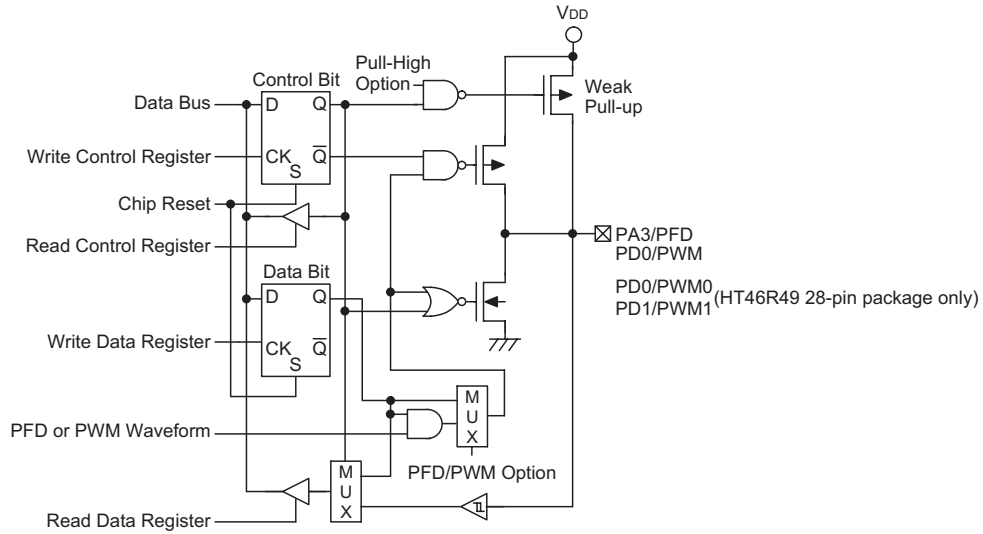 VDD
Pull-High
Option
Control Bit
Weak
Pull-up
Data Bus
D Q
Write Control Register
CK Q̅
S
Chip Reset
Read Control Register
PA3/PFD
PD0/PWM
PD0/PWM0
PD1/PWM1
(HT46R49 28-pin package only)
Data Bit
D Q
Write Data Register
CK Q̅
S
M
U
X
PFD or PWM Waveform
PFD/PWM Option
M
U
X
Read Data Register